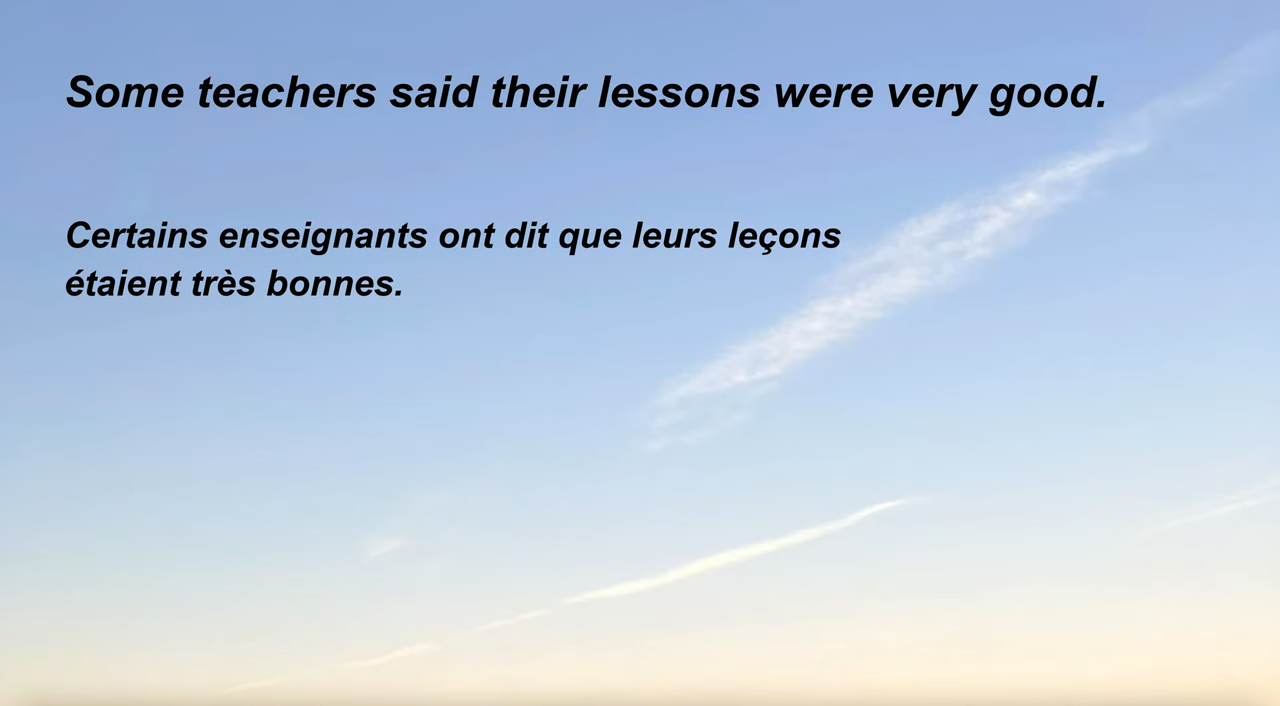 Some teachers said their lessons were very good.
Certains enseignants ont dit que leurs leçons
étaient très bonnes.